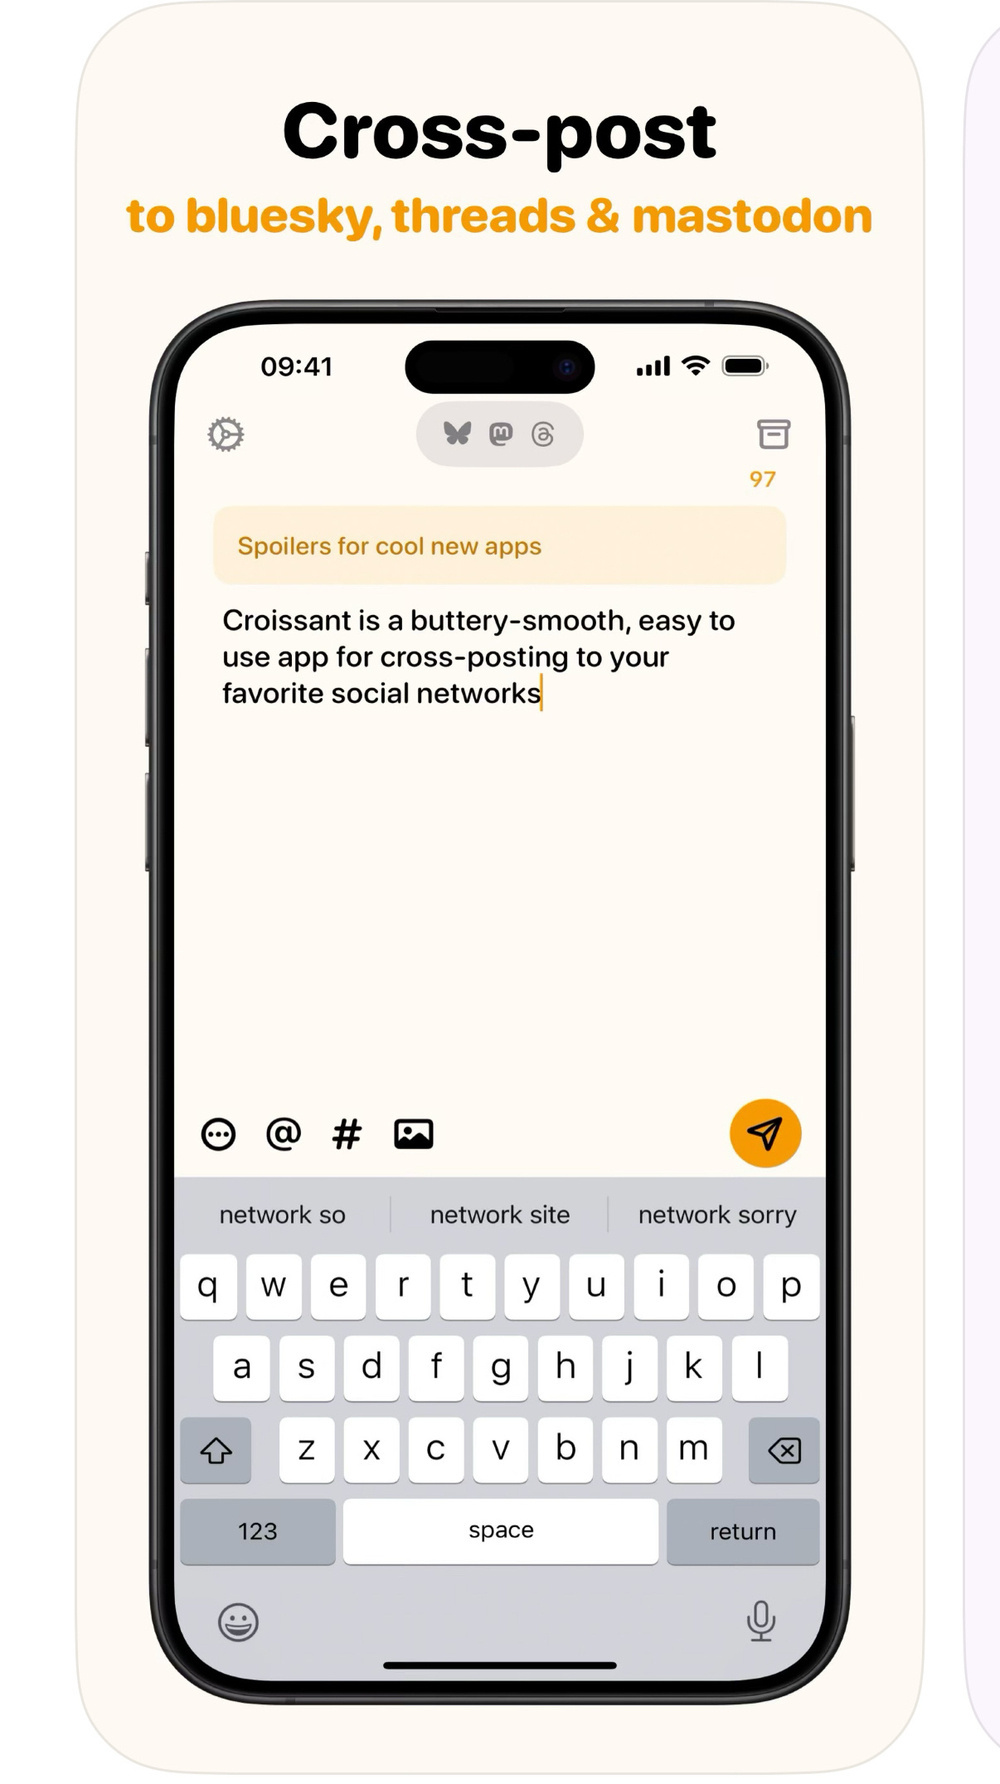 Cross-post
to bluesky, threads & mastodon
09:41
97
Spoilers for cool new apps
Croissant is a buttery-smooth, easy to
use app for cross-posting to your
favorite social networks
@ #
network so network site network sorry
q w e r t y u i o p
a s d f g h j k l
z x c v b n m
123 space return